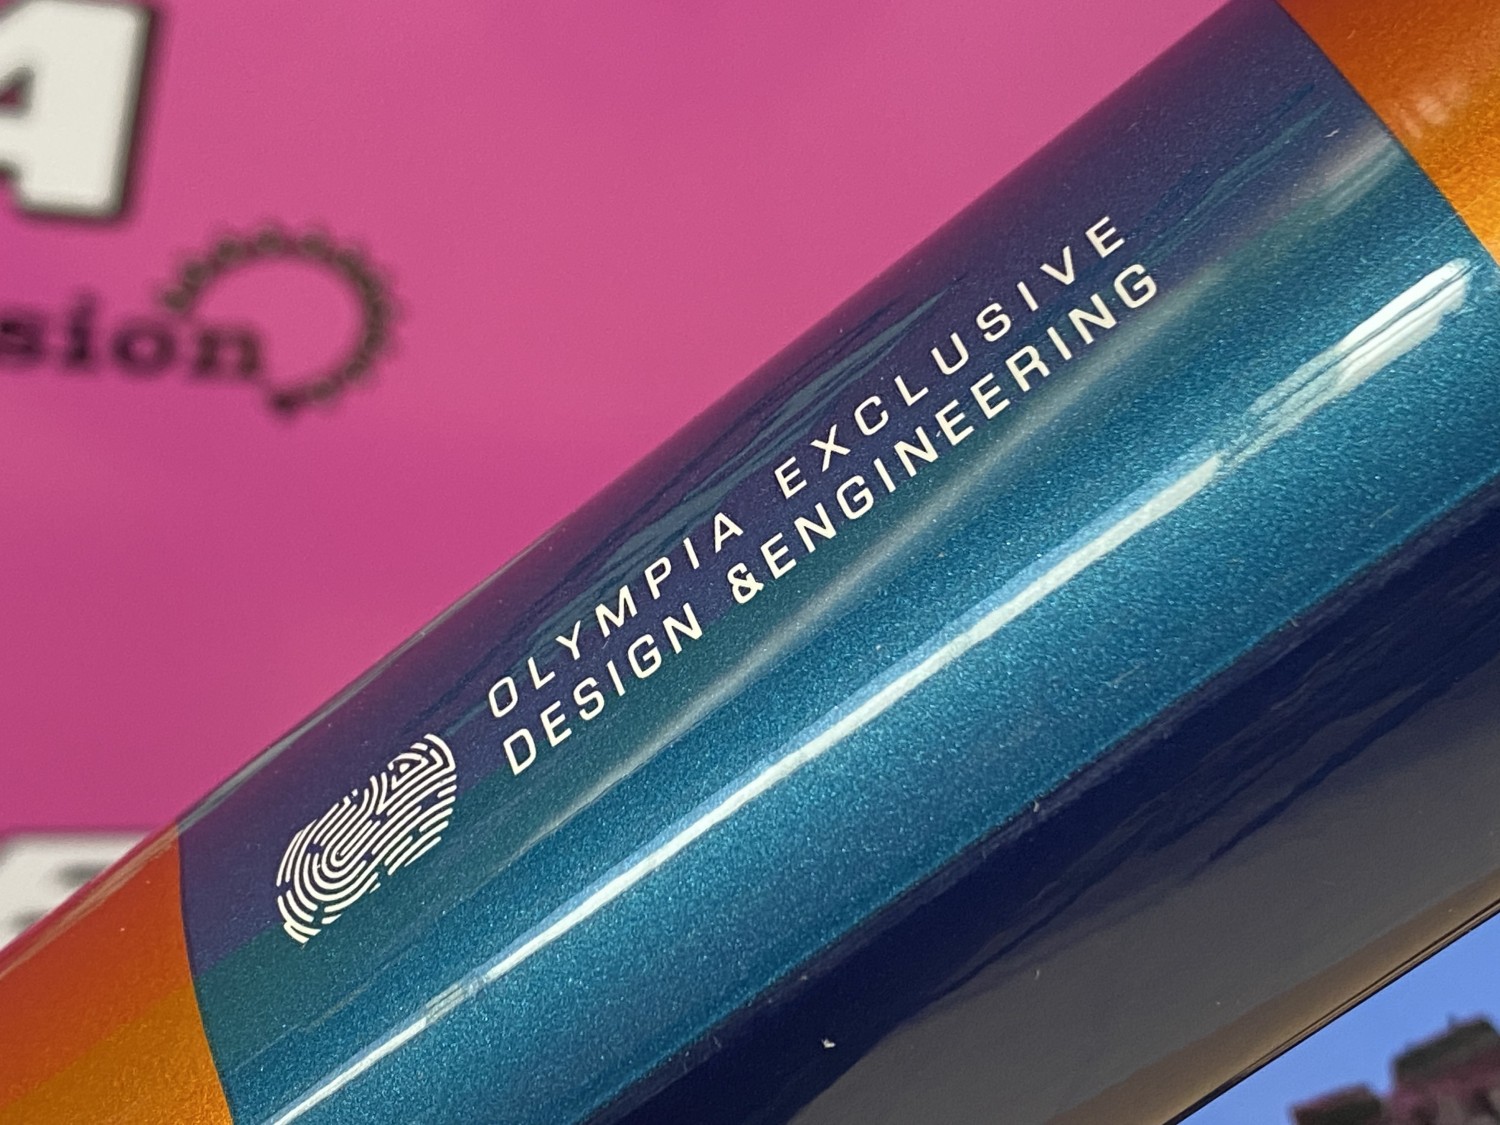 A
sion
OLYMPIA EXCLUSIVE
DESIGN &ENGINEERING